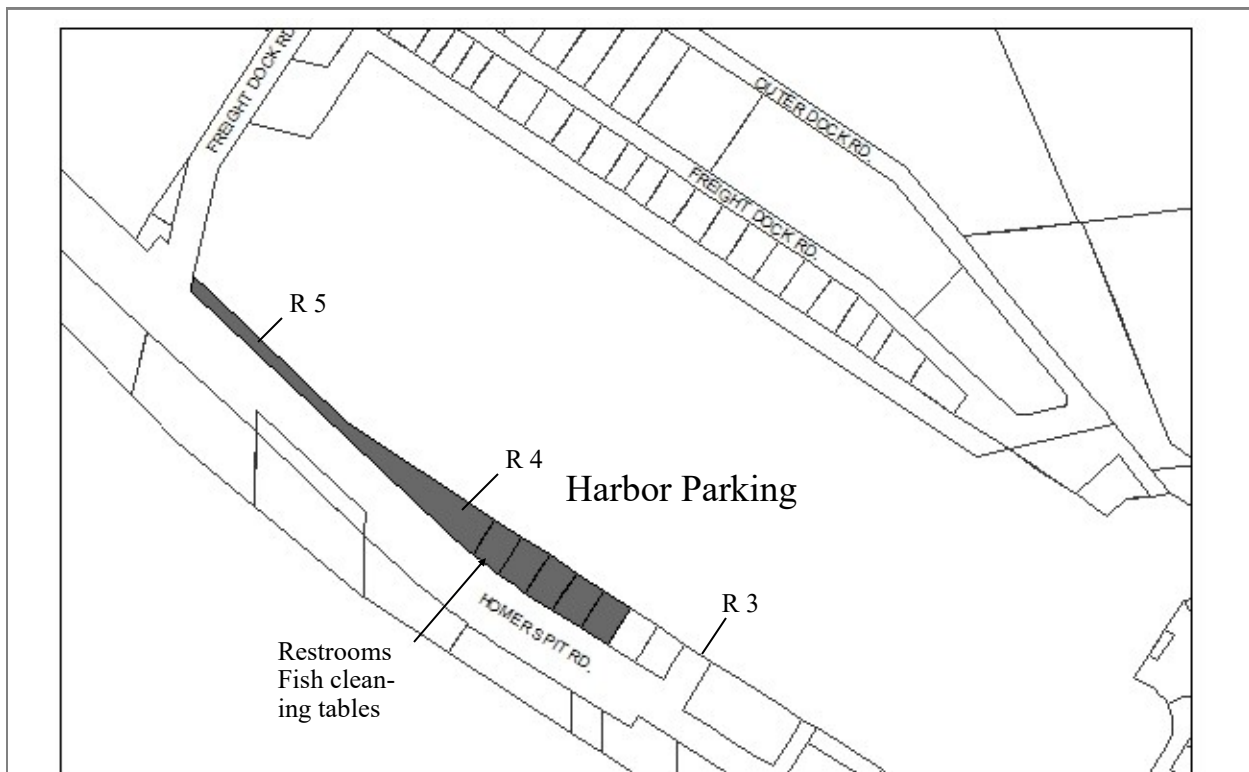 FREIGHT DOCK RD.
OUTER DOCK RD.
FREIGHT DOCK RD.
R 5
R 4
Harbor Parking
R 3
HOMER SPIT RD.
Restrooms
Fish clean-
ing tables